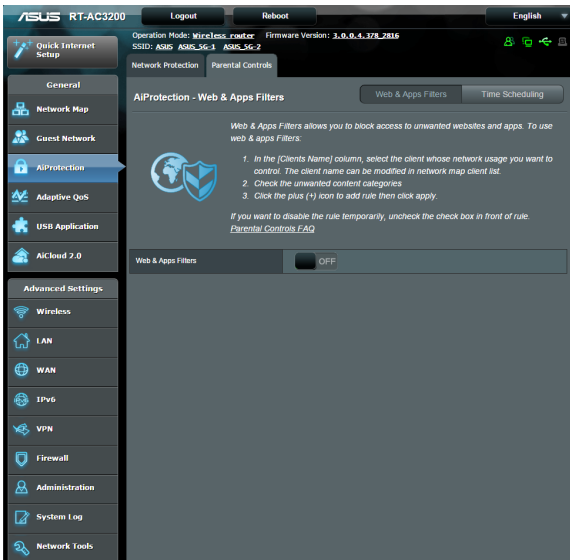 ASUS RT-AC3200 Logout Reboot English
Operation Mode: Wireless router Firmware Version: 3.0.0.4.378_2816
SSID: ASUS ASUS_5G-1 ASUS_5G-2
Quick Internet
Setup
Network Protection Parental Controls
General
Network Map
Guest Network
AiProtection
Adaptive QoS
USB Application
AiCloud 2.0
Advanced Settings
Wireless
LAN
WAN
IPv6
VPN
Firewall
Administration
System Log
Network Tools
AiProtection - Web & Apps Filters
Web & Apps Filters Time Scheduling
Web & Apps Filters allows you to block access to unwanted websites and apps. To use
web & apps Filters:
1. In the [Clients Name] column, select the client whose network usage you want to
control. The client name can be modified in network map client list.
2. Check the unwanted content categories
3. Click the plus (+) icon to add rule then click apply.
If you want to disable the rule temporarily, uncheck the check box in front of rule.
Parental Controls FAQ
Web & Apps Filters OFF